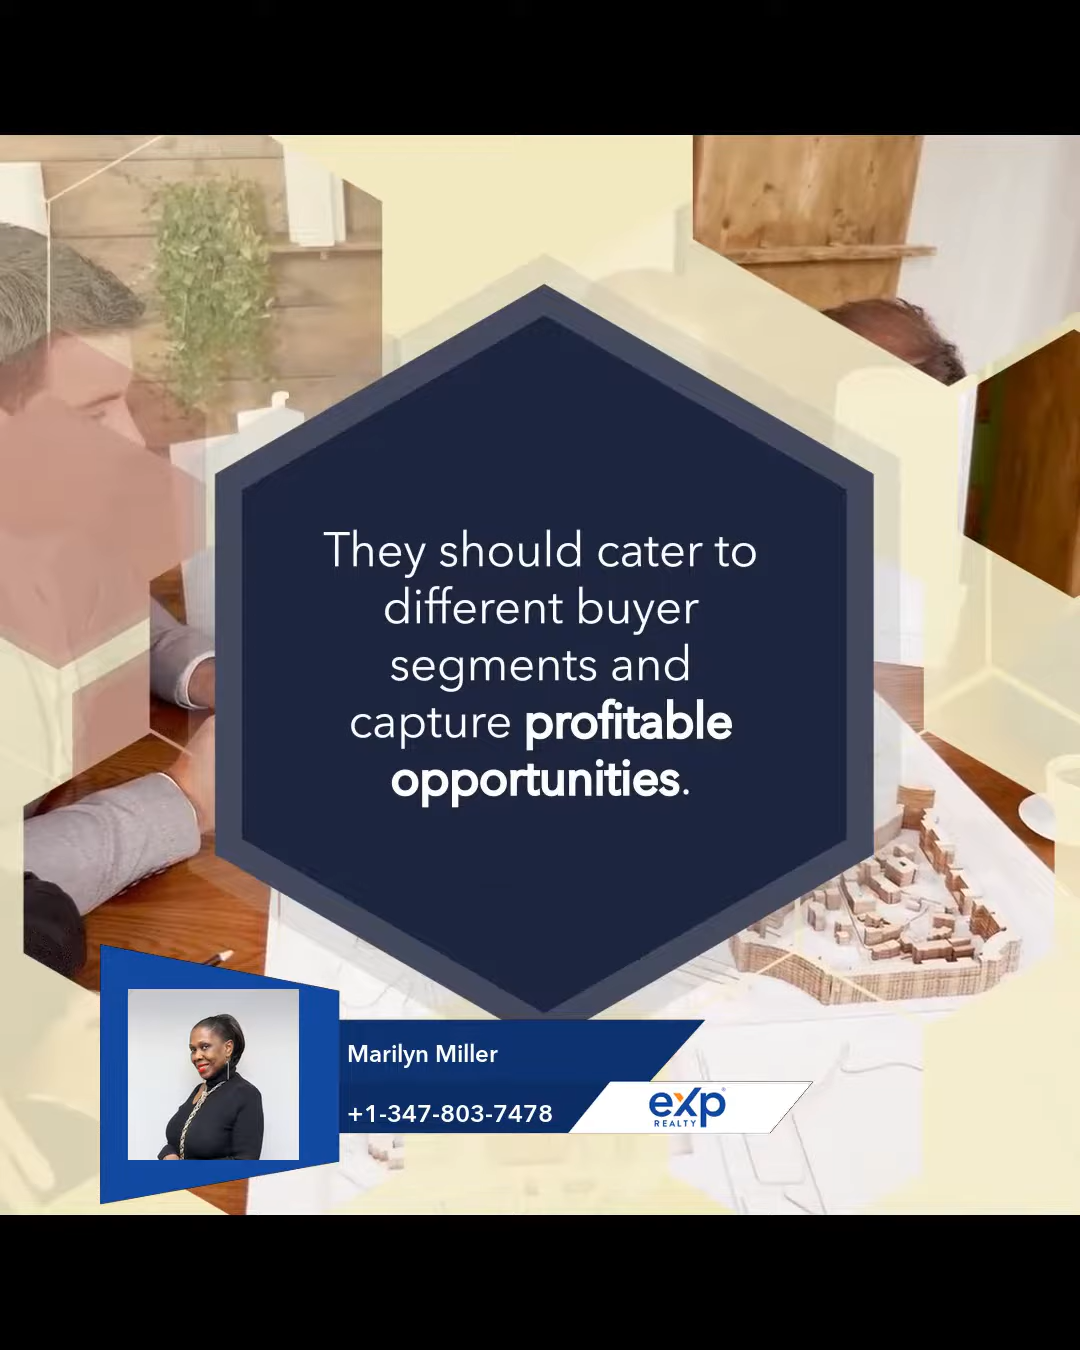 They should cater to
different buyer
segments and
capture profitable
opportunities.
Marilyn Miller
+1-347-803-7478
eXp
REALTY